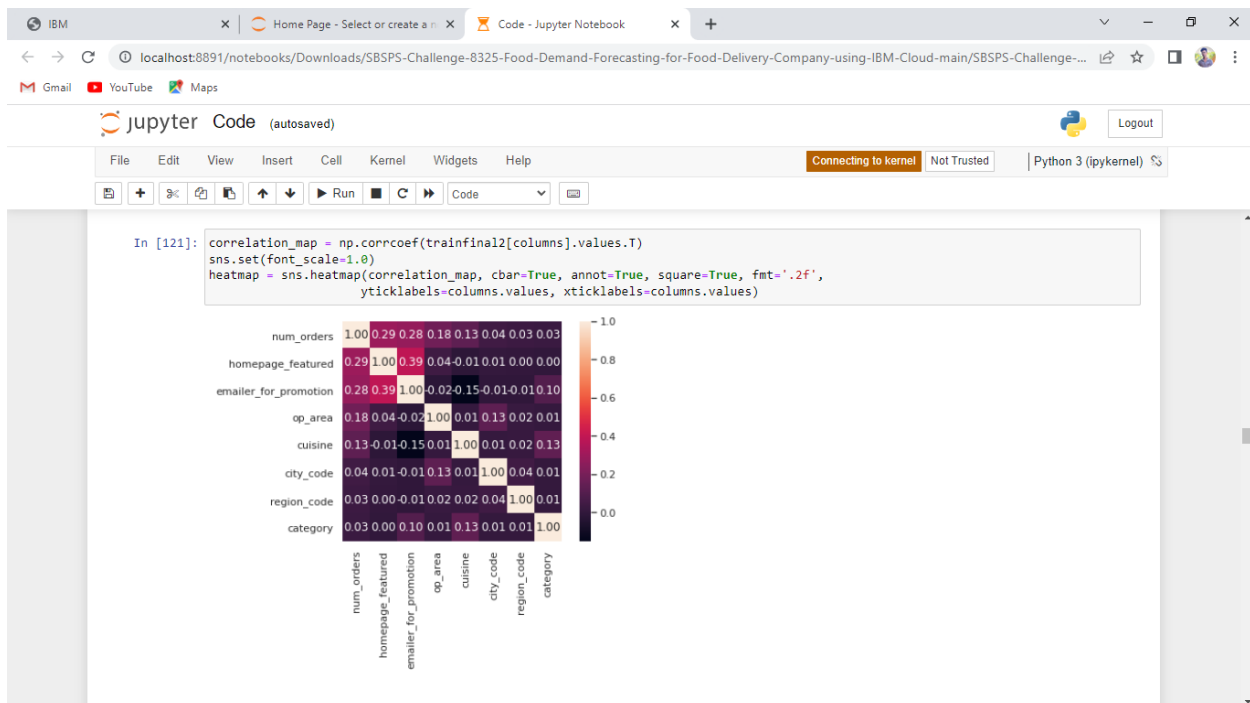 IBM
Home Page - Select or create a n
Code - Jupyter Notebook
localhost:8891/notebooks/Downloads/SBSPS-Challenge-8325-Food-Demand-Forecasting-for-Food-Delivery-Company-using-IBM-Cloud-main/SBSPS-Challenge-...
Gmail YouTube Maps
jupyter Code (autosaved) Logout
File Edit View Insert Cell Kernel Widgets Help Connecting to kernel Not Trusted Python 3 (ipykernel)
Run Code
In [121]: correlation_map = np.corrcoef(trainfinal2[columns].values.T)
sns.set(font_scale=1.0)
heatmap = sns.heatmap(correlation_map, cbar=True, annot=True, square=True, fmt='.2f',
yticklabels=columns.values, xticklabels=columns.values)
num_orders 1.00 0.29 0.28 0.18 0.13 0.04 0.03 0.03
homepage_featured 0.29 1.00 0.39 0.04 -0.01 0.01 0.00 0.00
emailer_for_promotion 0.28 0.39 1.00 -0.02 -0.15 -0.01 -0.01 0.10
op_area 0.18 0.04 -0.02 1.00 0.01 0.13 0.02 0.01
cuisine 0.13 -0.01 -0.15 0.01 1.00 0.01 0.02 0.13
city_code 0.04 0.01 -0.01 0.13 0.01 1.00 0.04 0.01
region_code 0.03 0.00 -0.01 0.02 0.02 0.04 1.00 0.01
category 0.03 0.00 0.10 0.01 0.13 0.01 0.01 1.00
num_orders
homepage_featured
emailer_for_promotion
op_area
cuisine
city_code
region_code
category
1.0
0.8
0.6
0.4
0.2
0.0